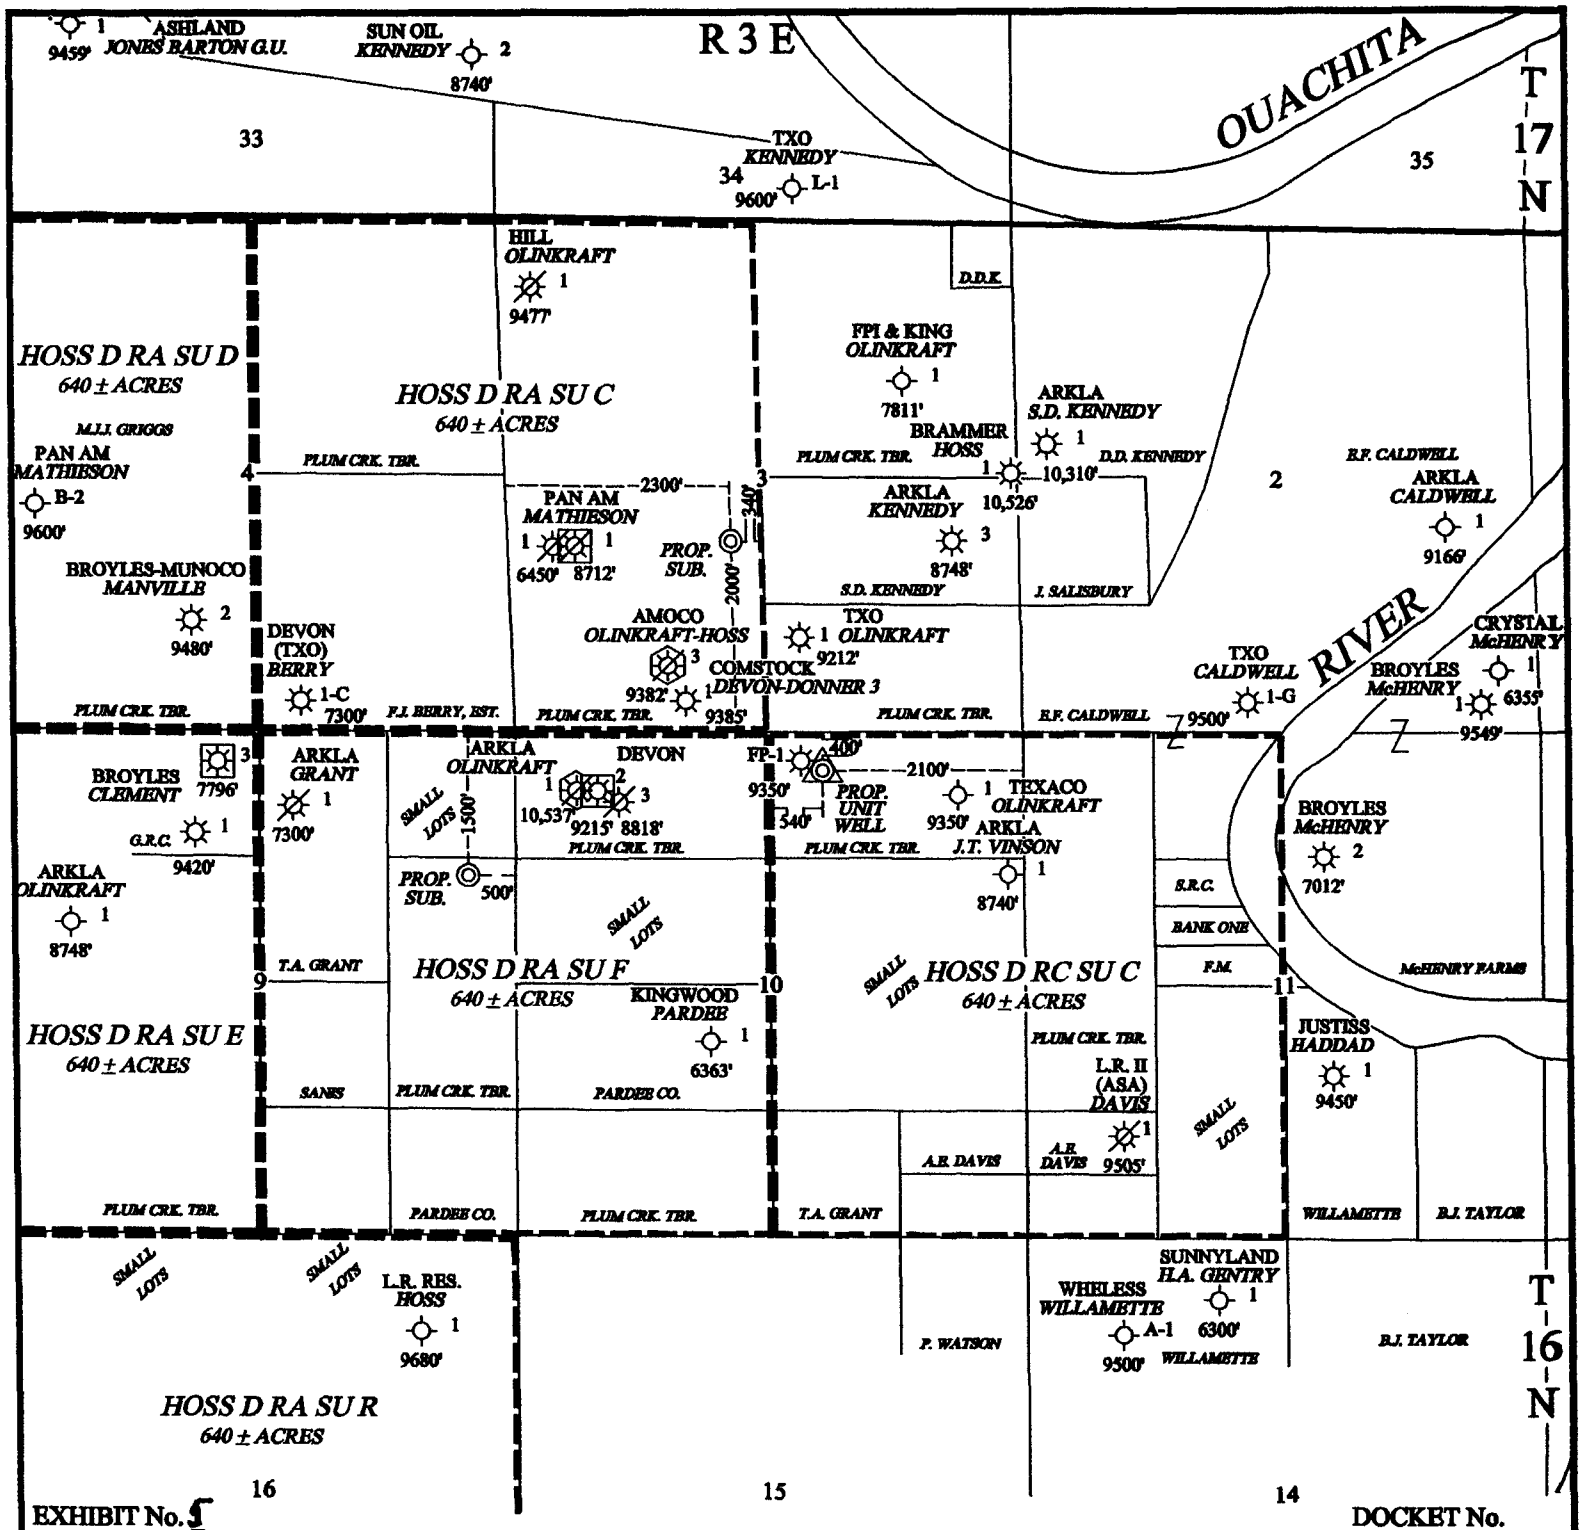 1 ASHLAND
9459' JONES BARTON G.U.
SUN OIL
KENNEDY 2
8740'
R 3 E
OUACHITA
T
17
N
33
TXO
KENNEDY
34
9600' L-1
35
HILL
OLINKRAFT
1
9477'
D.D.K.
HOSS D RA SU D
640 ± ACRES
HOSS D RA SU C
640 ± ACRES
FPI & KING
OLINKRAFT
1
7811'
ARKLA
S.D. KENNEDY
1
10,310'
BRAMMER
HOSS
1
10,526'
D.D. KENNEDY
M.J.J. GRIGGS
PAN AM
MATHIESON
B-2
9600'
4
PLUM CRK. TBR.
3
PLUM CRK. TBR.
2
B.F. CALDWELL
ARKLA
CALDWELL
1
9166'
2300'
340'
PAN AM
MATHIESON
1 1
6450' 8712'
PROP.
SUB.
2000'
ARKLA
KENNEDY
3
8748'
S.D. KENNEDY
J. SALISBURY
BROYLES-MUNOCO
MANVILLE
2
9480'
DEVON
(TXO)
BERRY
1-C
7300'
AMOCO
OLINKRAFT-HOSS
3
9382'
COMSTOCK
DEVON-DONNER 3
1
9385'
TXO
1 OLINKRAFT
9212'
TXO
CALDWELL
1-G
9500'
RIVER
CRYSTAL
McHENRY
1
6355'
BROYLES
McHENRY
1
9549'
PLUM CRK. TBR.
F.J. BERRY, EST.
PLUM CRK. TBR.
PLUM CRK. TBR.
B.F. CALDWELL
Z
Z
BROYLES
CLEMENT
3
7796'
G.R.C. 1
9420'
ARKLA
GRANT
1
7300'
SMALL
LOTS
ARKLA
OLINKRAFT
1500'
DEVON
1 2 3
10,537'
9215' 8818'
PLUM CRK. TBR.
FP-1
9350'
400'
2100'
540'
PROP.
UNIT
WELL
1 TEXACO
OLINKRAFT
9350'
ARKLA
J.T. VINSON
1
8740'
PLUM CRK. TBR.
BROYLES
McHENRY
2
7012'
ARKLA
OLINKRAFT
1
8748'
PROP.
SUB.
500'
SMALL
LOTS
S.R.C.
BANK ONE
F.M.
McHENRY FARMS
9
T.A. GRANT
HOSS D RA SU F
640 ± ACRES
10
SMALL
LOTS
HOSS D RC SU C
640 ± ACRES
11
KINGWOOD
PARDEE
1
6363'
HOSS D RA SU E
640 ± ACRES
PLUM CRK. TBR.
JUSTISS
HADDAD
1
9450'
SANIS
PLUM CRK. TBR.
PARDEE CO.
L.R. II
(ASA)
DAVIS
1
9505'
SMALL
LOTS
A.E. DAVIS
A.E.
DAVIS
PLUM CRK. TBR.
PARDEE CO.
PLUM CRK. TBR.
T.A. GRANT
WILLAMETTE
B.J. TAYLOR
SMALL
LOTS
SMALL
LOTS
L.R. RES.
HOSS
1
9680'
SUNNYLAND
H.A. GENTRY
1
6300'
WHELESS
WILLAMETTE
A-1
9500'
WILLAMETTE
P. WATSON
B.J. TAYLOR
T
16
N
HOSS D RA SU R
640 ± ACRES
16
15
14
EXHIBIT No. 5
DOCKET No.